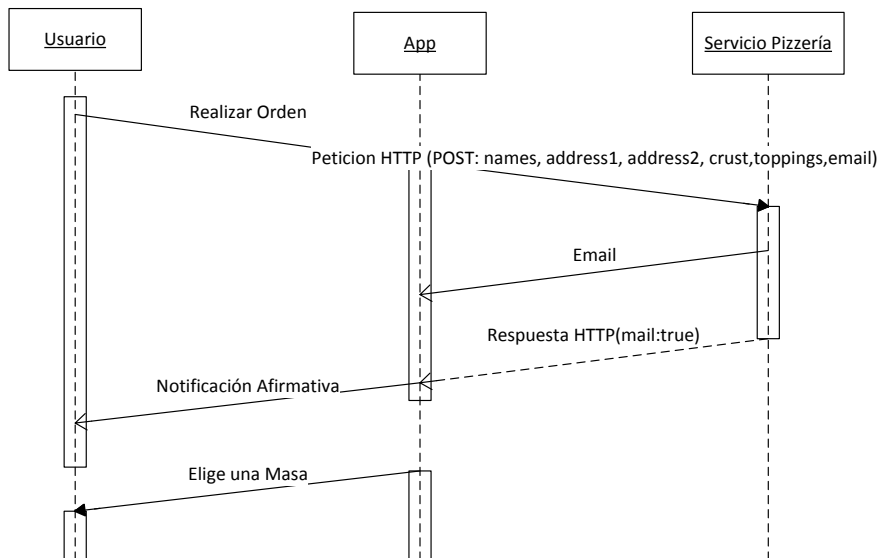 Usuario
App
Servicio Pizzería
Realizar Orden
Peticion HTTP (POST: names, address1, address2, crust,toppings,email)
Email
Respuesta HTTP(mail:true)
Notificación Afirmativa
Elige una Masa